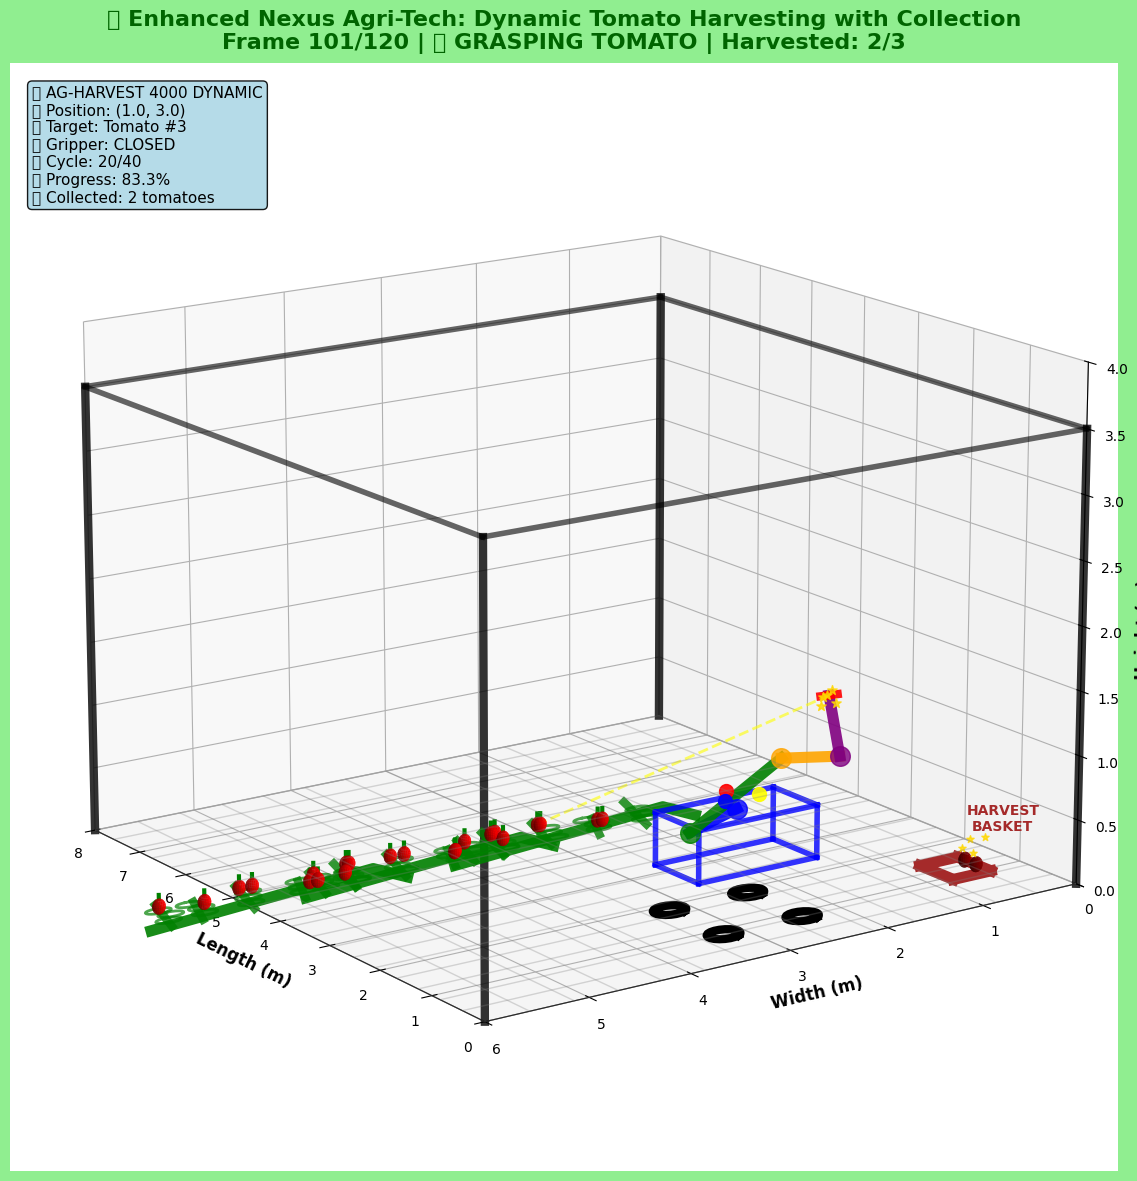 Enhanced Nexus Agri-Tech: Dynamic Tomato Harvesting with Collection
Frame 101/120 | GRASPING TOMATO | Harvested: 2/3
AG-HARVEST 4000 DYNAMIC
Position: (1.0, 3.0)
Target: Tomato #3
Gripper: CLOSED
Cycle: 20/40
Progress: 83.3%
Collected: 2 tomatoes
4.0
3.5
3.0
2.5
2.0
1.5
1.0
0.5
0.0
HARVEST
BASKET
8
7
6
5
4
3
2
1
0
Length (m)
6
5
4
3
2
1
0
Width (m)